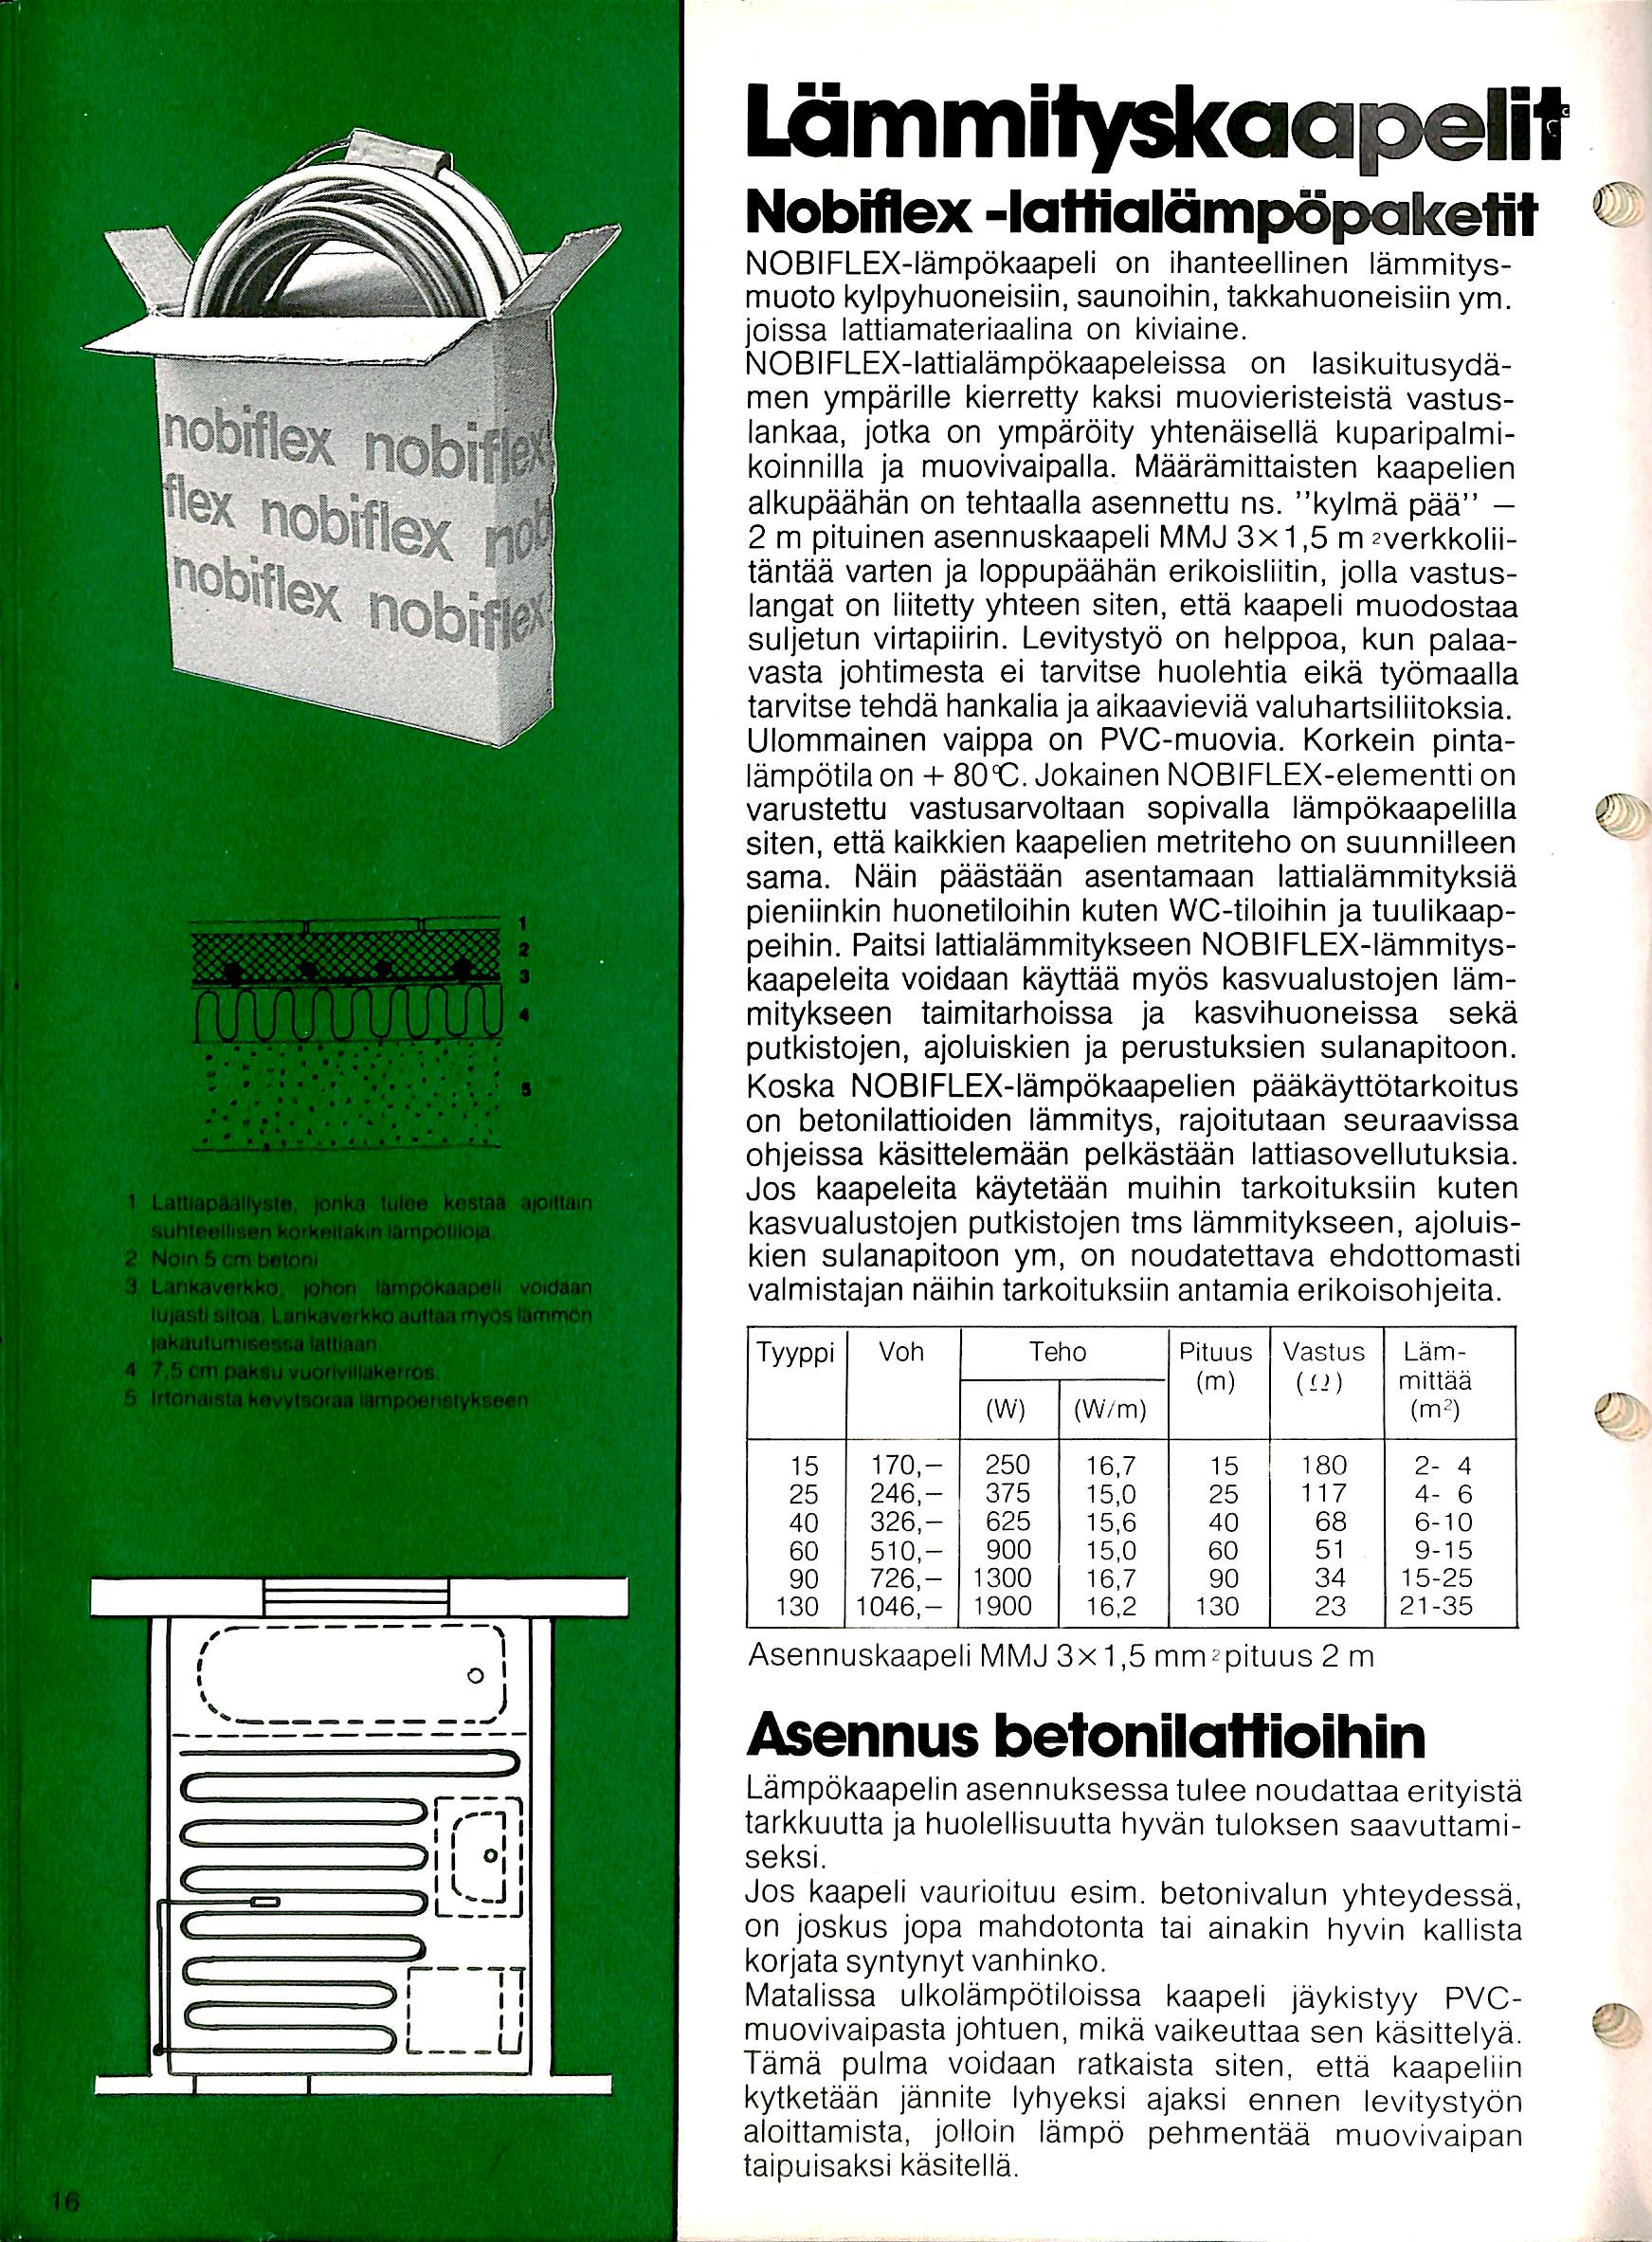 nobiflex nobiflex
flex nobiflex nob
nobiflex nobiflex
1
2
3
4
5
1 Lattiapäällyste, jonka tulee kestää ajoittain
suhteellisen korkeitakin lämpötiloja
2 Noin 5 cm betoni
3 Lankaverkko, johon lämpökaapeli voidaan
lujasti sitoa. Lankaverkko auttaa myös lämmön
jakautumisessa lattiaan.
4 7,5 cm paksu vuorivillakerros.
5 Irtonaista kevytsoraa lämpöeristykseen
16
Lämmityskaapelit
Nobiflex -lattialämpöpaketit
NOBIFLEX-lämpökaapeli on ihanteellinen lämmitys-
muoto kylpyhuoneisiin, saunoihin, takkahuoneisiin ym.
joissa lattiamateriaalina on kiviaine.
NOBIFLEX-lattialämpökaapeleissa on lasikuitusydä-
men ympärille kierretty kaksi muovieristeistä vastus-
lankaa, jotka on ympäröity yhtenäisellä kuparipalmi-
koinnilla ja muovivaipalla. Määrämittaisten kaapelien
alkupäähän on tehtaalla asennettu ns. ”kylmä pää” –
2 m pituinen asennuskaapeli MMJ 3×1,5 m ²verkkolii-
täntää varten ja loppupäähän erikoisliitin, jolla vastus-
langat on liitetty yhteen siten, että kaapeli muodostaa
suljetun virtapiirin. Levitystyö on helppoa, kun palaa-
vasta johtimesta ei tarvitse huolehtia eikä työmaalla
tarvitse tehdä hankalia ja aikaavieviä valuhartsiliitoksia.
Ulommainen vaippa on PVC-muovia. Korkein pinta-
lämpötila on + 80°C. Jokainen NOBIFLEX-elementti on
varustettu vastusarvoltaan sopivalla lämpökaapelilla
siten, että kaikkien kaapelien metriteho on suunnilleen
sama. Näin päästään asentamaan lattialämmityksiä
pieniinkin huonetiloihin kuten WC-tiloihin ja tuulikaap-
peihin. Paitsi lattialämmitykseen NOBIFLEX-lämmitys-
kaapeleita voidaan käyttää myös kasvualustojen läm-
mitykseen taimitarhoissa ja kasvihuoneissa sekä
putkistojen, ajoluiskien ja perustuksien sulanapitoon.
Koska NOBIFLEX-lämpökaapelien pääkäyttötarkoitus
on betonilattioiden lämmitys, rajoitutaan seuraavissa
ohjeissa käsittelemään pelkästään lattiasovellutuksia.
Jos kaapeleita käytetään muihin tarkoituksiin kuten
kasvualustojen putkistojen tms lämmitykseen, ajoluis-
kien sulanapitoon ym, on noudatettava ehdottomasti
valmistajan näihin tarkoituksiin antamia erikoisohjeita.
Tyyppi Voh Teho Pituus Vastus Läm-
(m) (Ω) mittää
(W) (W/m) (m²)
15 170,– 250 16,7 15 180 2- 4
25 246,– 375 15,0 25 117 4- 6
40 326,– 625 15,6 40 68 6-10
60 510,– 900 15,0 60 51 9-15
90 726,– 1300 16,7 90 34 15-25
130 1046,– 1900 16,2 130 23 21-35
Asennuskaapeli MMJ 3×1,5 mm² pituus 2 m
Asennus betonilattioihin
Lämpökaapelin asennuksessa tulee noudattaa erityistä
tarkkuutta ja huolellisuutta hyvän tuloksen saavuttami-
seksi.
Jos kaapeli vaurioituu esim. betonivalun yhteydessä,
on joskus jopa mahdotonta tai ainakin hyvin kallista
korjata syntynyt vanhinko.
Matalissa ulkolämpötiloissa kaapeli jäykistyy PVC-
muovivaipasta johtuen, mikä vaikeuttaa sen käsittelyä.
Tämä pulma voidaan ratkaista siten, että kaapeliin
kytketään jännite lyhyeksi ajaksi ennen levitystyön
aloittamista, jolloin lämpö pehmentää muovivaipan
taipuisaksi käsitellä.